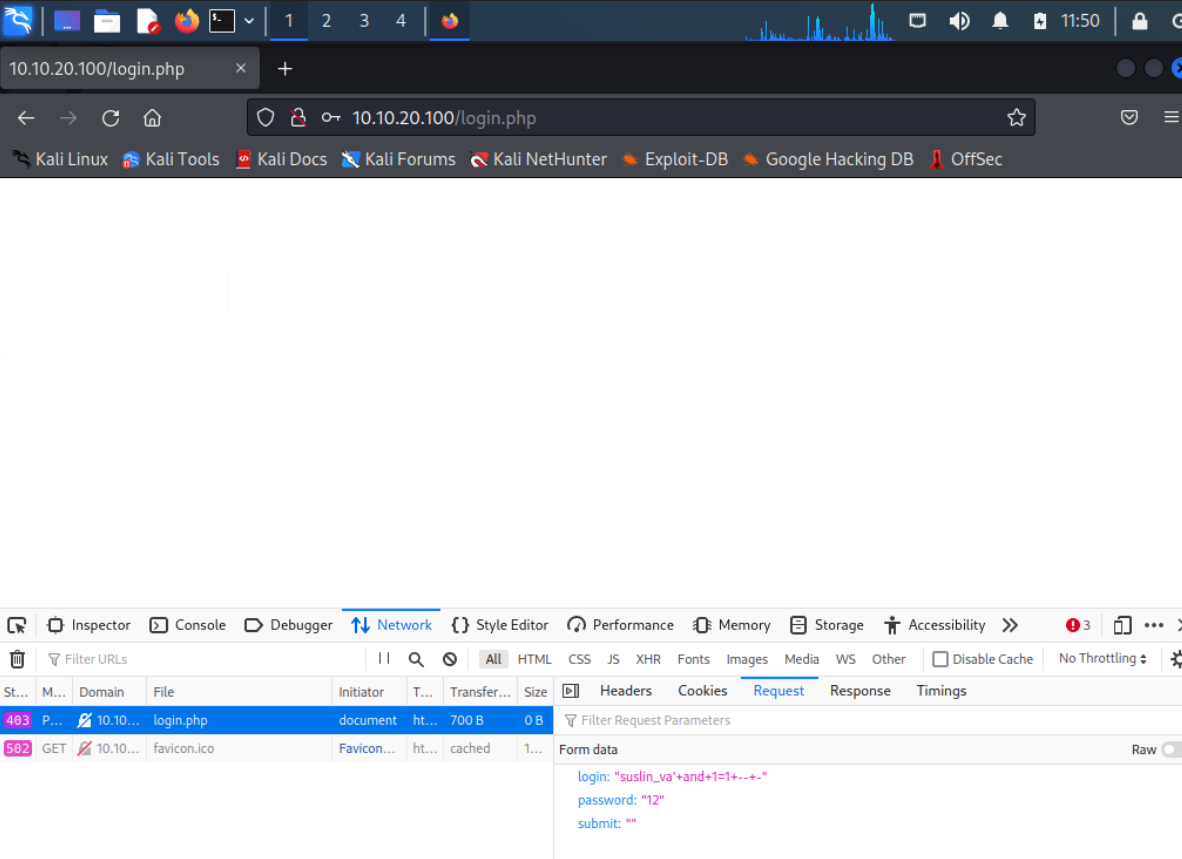 1 2 3 4 11:50
10.10.20.100/login.php
10.10.20.100/login.php
Kali Linux Kali Tools Kali Docs Kali Forums Kali NetHunter Exploit-DB Google Hacking DB OffSec
Inspector Console Debugger Network Style Editor Performance Memory Storage Accessibility 3
Filter URLs All HTML CSS JS XHR Fonts Images Media WS Other Disable Cache No Throttling
St... M... Domain File Initiator T... Transfer... Size Headers Cookies Request Response Timings
403 P... 10.10... login.php document ht... 700 B 0 B Filter Request Parameters
502 GET 10.10... favicon.ico Favicon... ht... cached 1... Form data Raw
login: "suslin_va'+and+1=1+--+-"
password: "12"
submit: ""